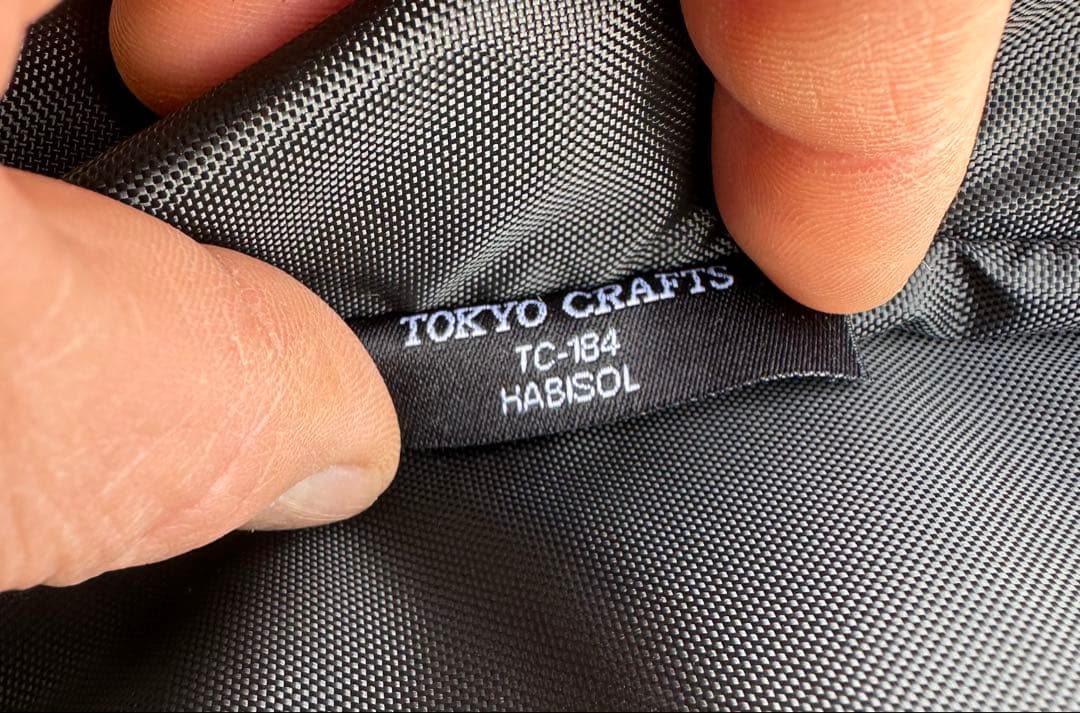 TOKYO CRAFTS
TC-184
HABISOL